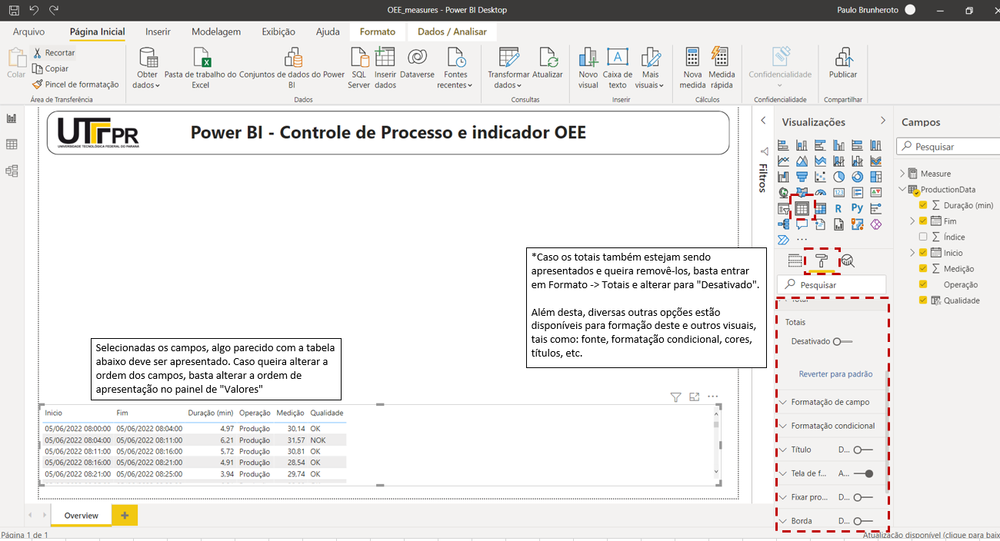 OEE_measures - Power BI Desktop
Paulo Brunheroto
Arquivo
Página Inicial
Inserir
Modelagem
Exibição
Ajuda
Formato
Dados / Analisar
Colar
Recortar
Copiar
Pincel de formatação
Área de Transferência
Obter
dados
Pasta de trabalho do
Excel
Conjuntos de dados do Power
BI
SQL
Server
Inserir
dados
Dataverse
Fontes
recentes
Dados
Transformar
dados
Atualizar
Consultas
Novo
visual
Caixa de
texto
Mais
visuais
Inserir
Nova
medida
Medida
rápida
Cálculos
Confidencialidade
Confidencialidade
Publicar
Compartilhar
UTFPR
UNIVERSIDADE TECNOLÓGICA FEDERAL DO PARANÁ
Power BI - Controle de Processo e indicador OEE
*Caso os totais também estejam sendo
apresentados e queira removê-los, basta entrar
em Formato -> Totais e alterar para "Desativado".
Além desta, diversas outras opções estão
disponíveis para formação deste e outros visuais,
tais como: fonte, formatação condicional, cores,
títulos, etc.
Selecionadas os campos, algo parecido com a tabela
abaixo deve ser apresentado. Caso queira alterar a
ordem dos campos, basta alterar a ordem de
apresentação no painel de "Valores"
Inicio Fim Duração (min) Operação Medição Qualidade
05/06/2022 08:00:00 05/06/2022 08:04:00 4.97 Produção 30.14 OK
05/06/2022 08:04:00 05/06/2022 08:11:00 6.21 Produção 31.57 NOK
05/06/2022 08:11:00 05/06/2022 08:16:00 5.72 Produção 30.81 OK
05/06/2022 08:16:00 05/06/2022 08:21:00 4.91 Produção 28.54 OK
05/06/2022 08:21:00 05/06/2022 08:25:00 3.94 Produção 29.74 OK
Filtros
Visualizações
123
R
Py
Pesquisar
Total
Totais
Desativado
Reverter para padrão
Formatação de campo
Formatação condicional
Título D...
Tela de f... A...
Fixar pro... D...
Borda D...
Campos
Pesquisar
Measure
ProductionData
Duração (min)
Fim
Índice
Inicio
Medição
Operação
Qualidade
Overview
+
Página 1 de 1
Atualização disponível (clique para baix